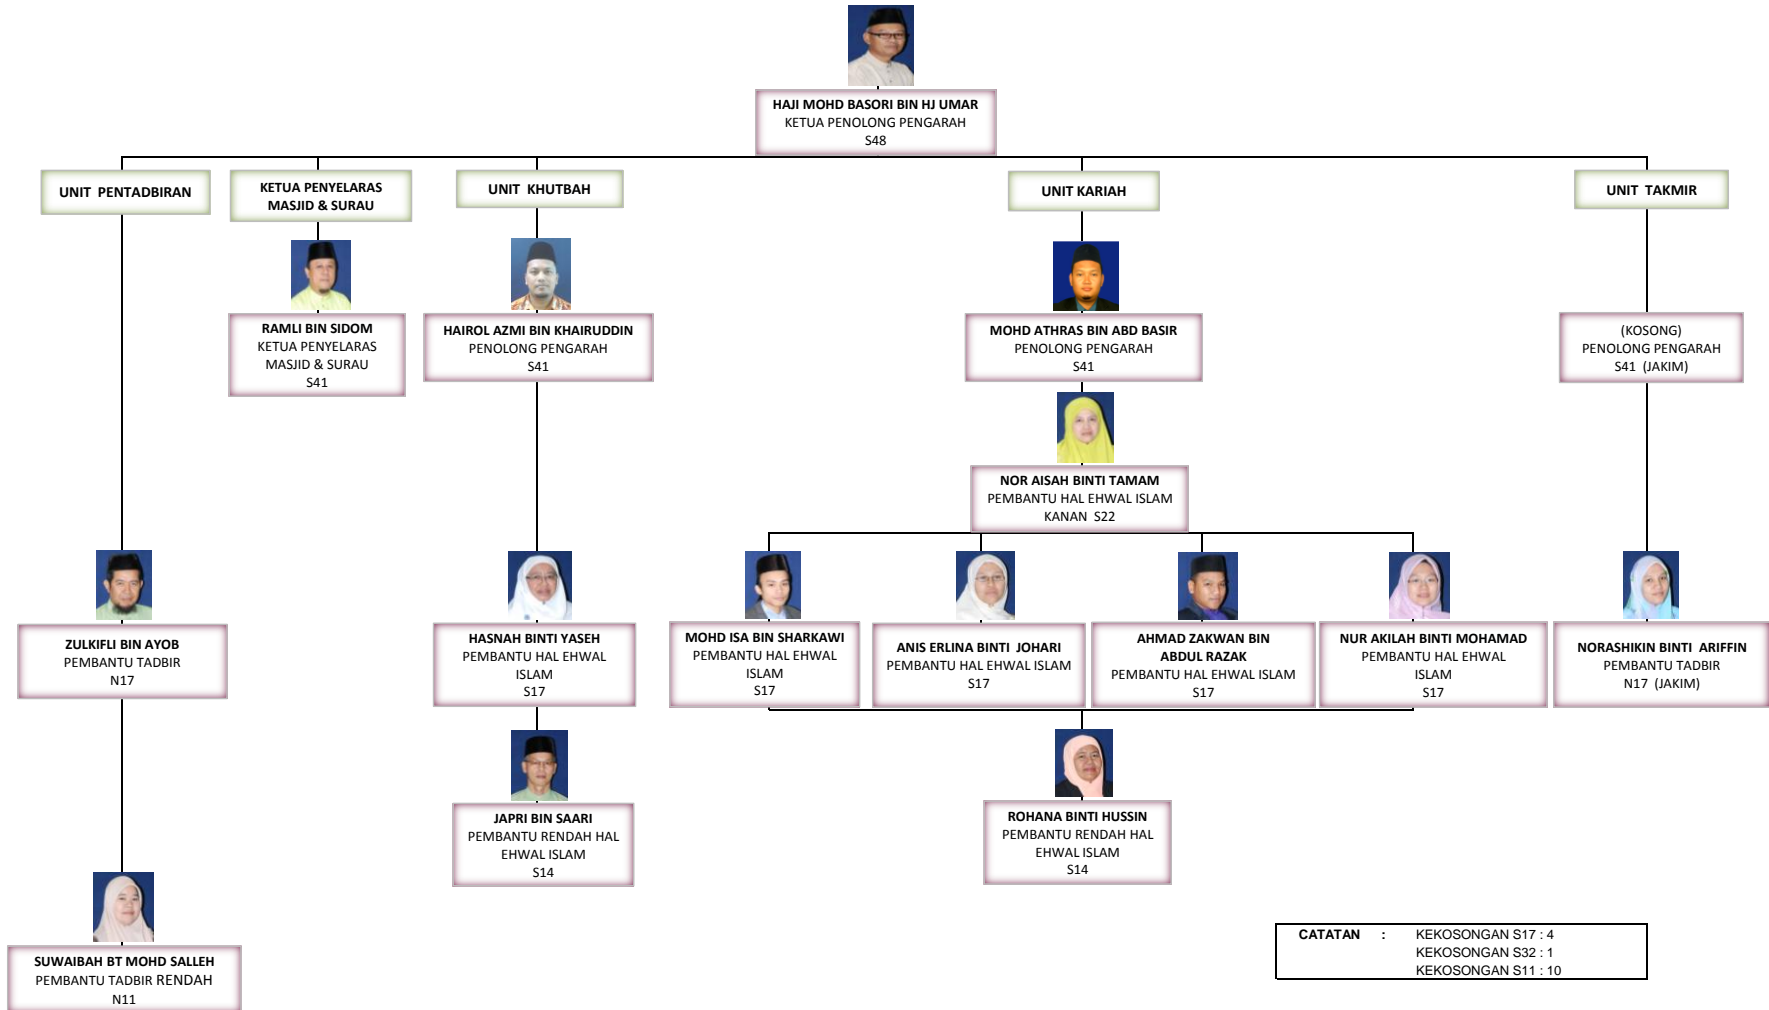 HAJI MOHD BASORI BIN HJ UMAR
KETUA PENOLONG PENGARAH
S48
UNIT PENTADBIRAN
KETUA PENYELARAS
MASJID & SURAU
UNIT KHUTBAH
UNIT KARIAH
UNIT TAKMIR
RAMLI BIN SIDOM
KETUA PENYELARAS
MASJID & SURAU
S41
HAIROL AZMI BIN KHAIRUDDIN
PENOLONG PENGARAH
S41
MOHD ATHRAS BIN ABD BASIR
PENOLONG PENGARAH
S41
(KOSONG)
PENOLONG PENGARAH
S41 (JAKIM)
NOR AISAH BINTI TAMAM
PEMBANTU HAL EHWAL ISLAM
KANAN S22
ZULKIFLI BIN AYOB
PEMBANTU TADBIR
N17
HASNAH BINTI YASEH
PEMBANTU HAL EHWAL
ISLAM
S17
MOHD ISA BIN SHARKAWI
PEMBANTU HAL EHWAL
ISLAM
S17
ANIS ERLINA BINTI JOHARI
PEMBANTU HAL EHWAL ISLAM
S17
AHMAD ZAKWAN BIN
ABDUL RAZAK
PEMBANTU HAL EHWAL ISLAM
S17
NUR AKILAH BINTI MOHAMAD
PEMBANTU HAL EHWAL
ISLAM
S17
NORASHIKIN BINTI ARIFFIN
PEMBANTU TADBIR
N17 (JAKIM)
JAPRI BIN SAARI
PEMBANTU RENDAH HAL
EHWAL ISLAM
S14
ROHANA BINTI HUSSIN
PEMBANTU RENDAH HAL
EHWAL ISLAM
S14
SUWAIBAH BT MOHD SALLEH
PEMBANTU TADBIR RENDAH
N11
CATATAN : KEKOSONGAN S17 : 4
KEKOSONGAN S32 : 1
KEKOSONGAN S11 : 10